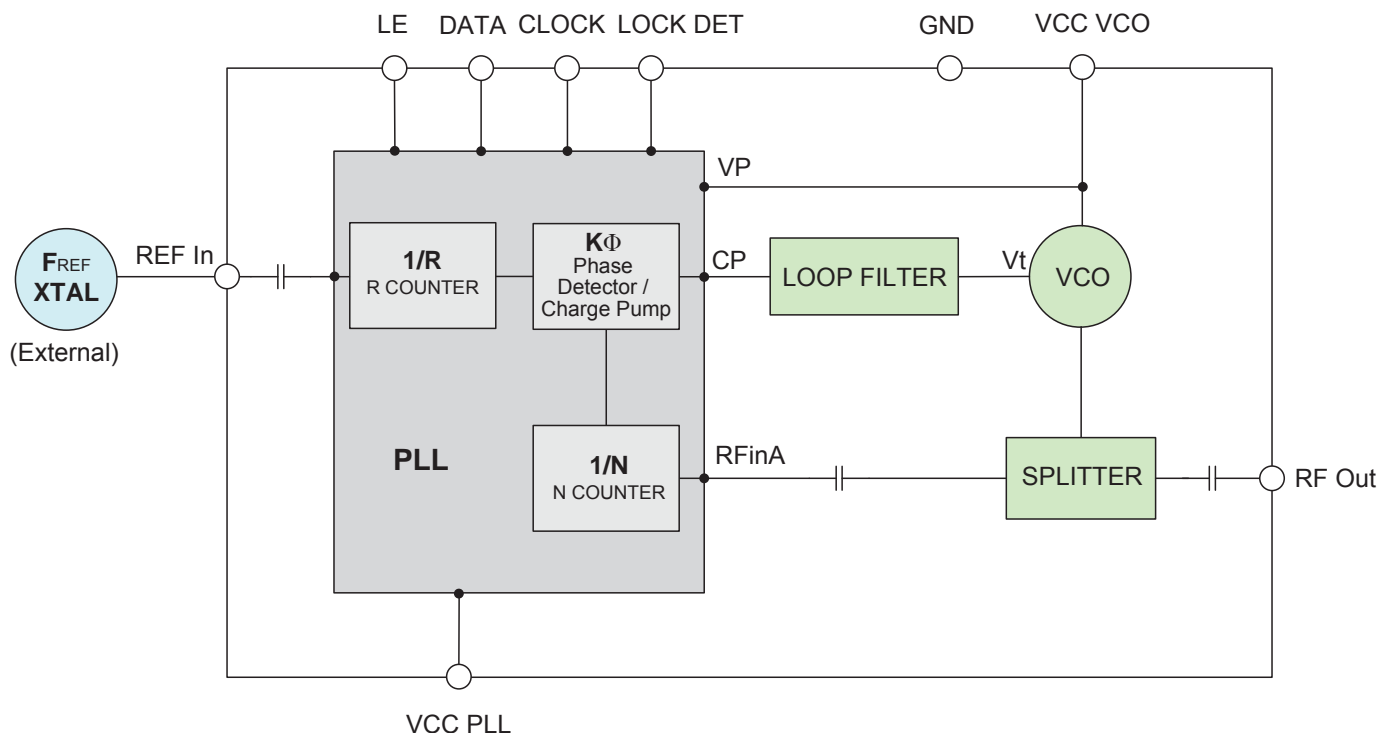 LE
DATA
CLOCK
LOCK DET
GND
VCC VCO
VP
REF In
FREF
XTAL
(External)
1/R
R COUNTER
KΦ
Phase
Detector /
Charge Pump
CP
LOOP FILTER
Vt
VCO
PLL
1/N
N COUNTER
RFinA
SPLITTER
RF Out
VCC PLL